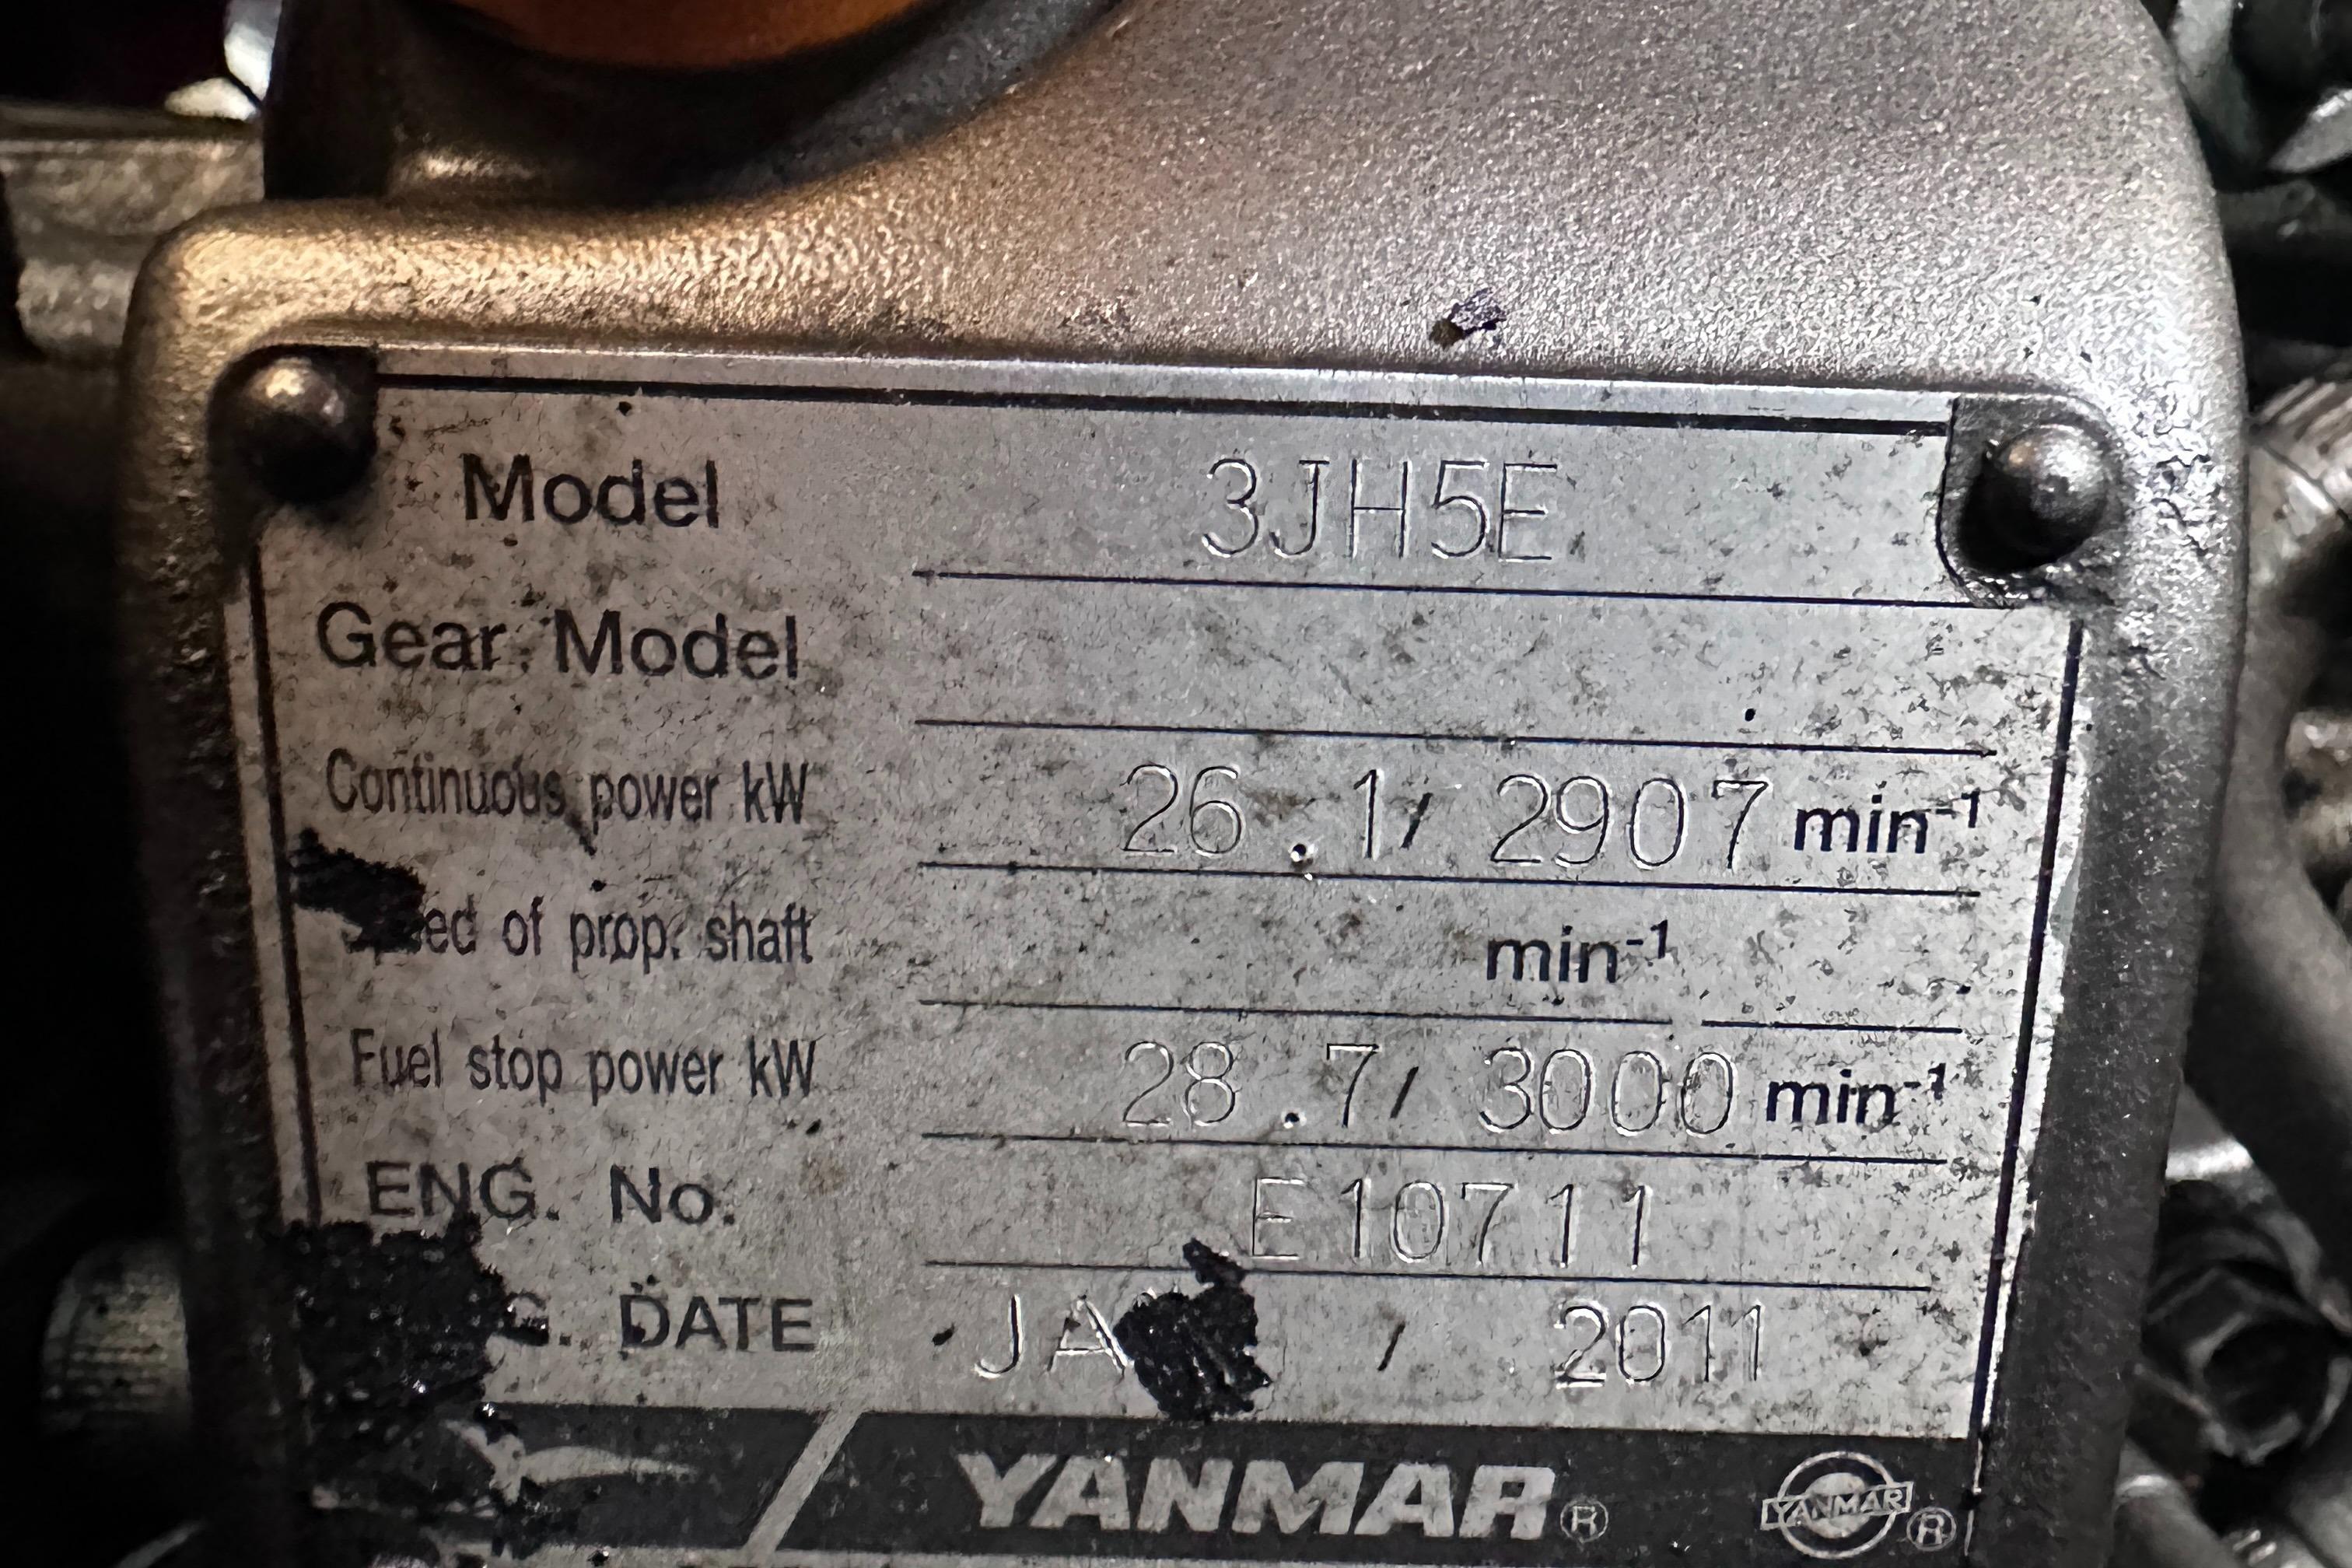 Model 3JH5E
Gear Model
Continuous power kW 26.1/ 2907 min⁻¹
of prop. shaft min⁻¹
Fuel stop power kW 28.7/ 3000 min⁻¹
ENG. No. E10711
DATE / 2011
YANMAR® YANMAR ®